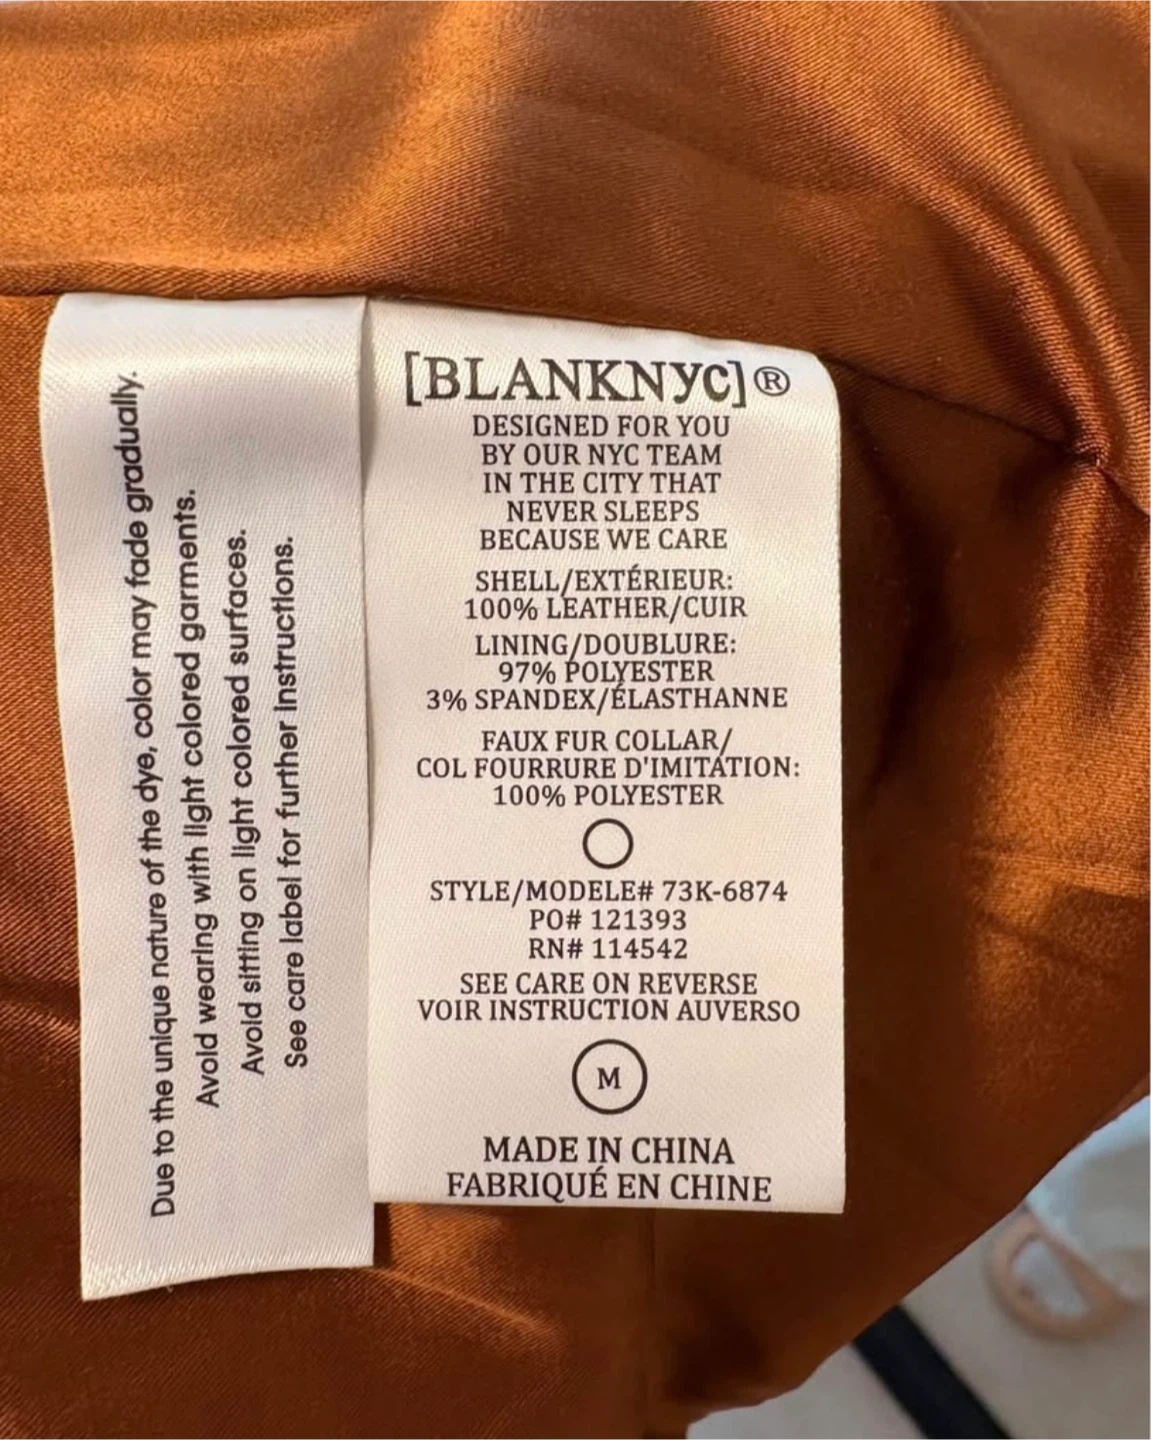 Due to the unique nature of the dye, color may fade gradually.
Avoid wearing with light colored garments.
Avoid sitting on light colored surfaces.
See care label for further instructions.
[BLANKNYC]®
DESIGNED FOR YOU
BY OUR NYC TEAM
IN THE CITY THAT
NEVER SLEEPS
BECAUSE WE CARE
SHELL/EXTÉRIEUR:
100% LEATHER/CUIR
LINING/DOUBLURE:
97% POLYESTER
3% SPANDEX/ÉLASTHANNE
FAUX FUR COLLAR/
COL FOURRURE D'IMITATION:
100% POLYESTER
STYLE/MODELE# 73K-6874
PO# 121393
RN# 114542
SEE CARE ON REVERSE
VOIR INSTRUCTION AUVERSO
M
MADE IN CHINA
FABRIQUÉ EN CHINE